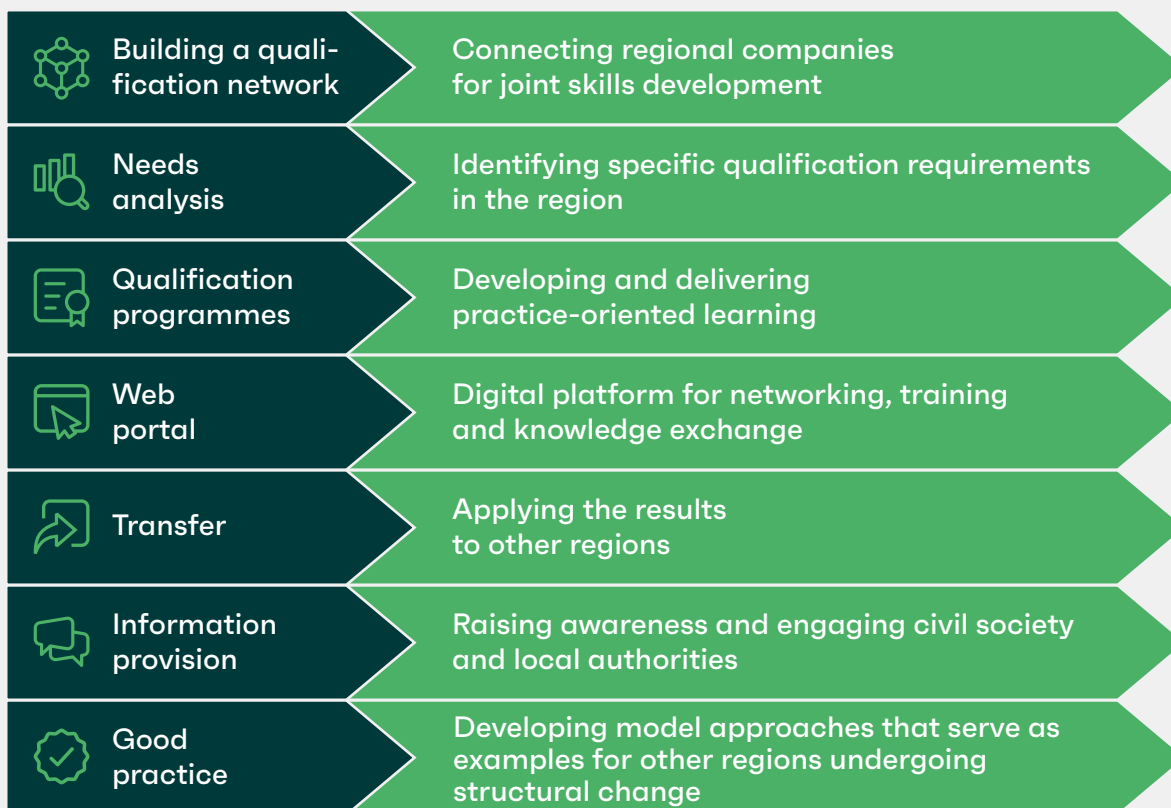 Building a quali-
fication network
Connecting regional companies
for joint skills development
Needs
analysis
Identifying specific qualification requirements
in the region
Qualification
programmes
Developing and delivering
practice-oriented learning
Web
portal
Digital platform for networking, training
and knowledge exchange
Transfer
Applying the results
to other regions
Information
provision
Raising awareness and engaging civil society
and local authorities
Good
practice
Developing model approaches that serve as
examples for other regions undergoing
structural change